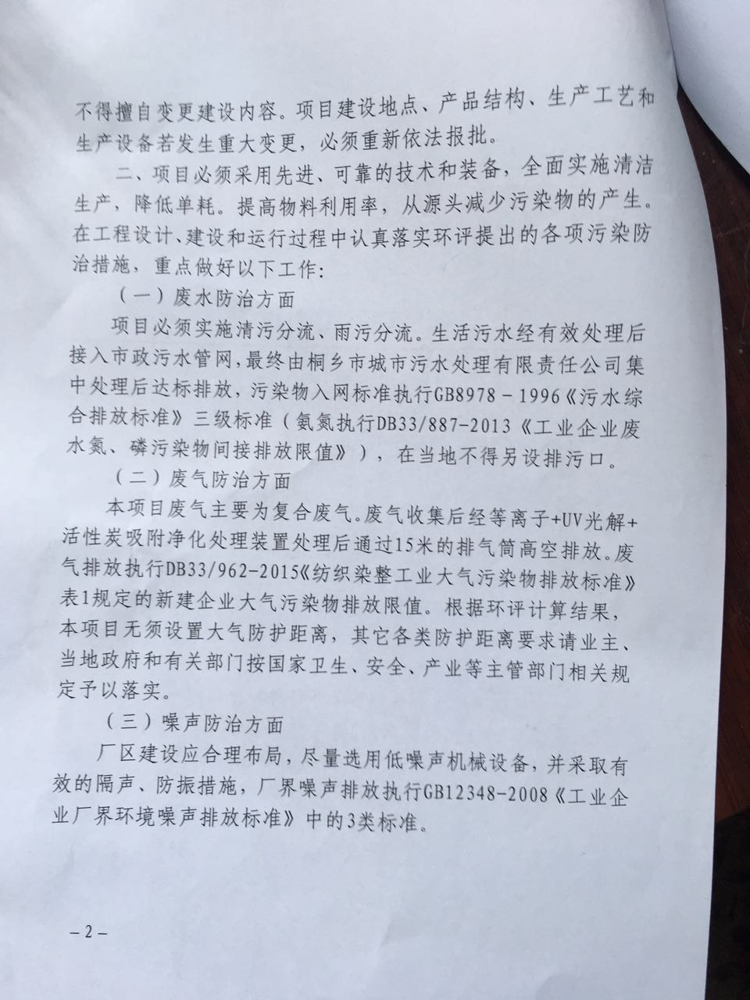 不得擅自变更建设内容。项目建设地点、产品结构、生产工艺和
生产设备若发生重大变更，必须重新依法报批。
二、项目必须采用先进、可靠的技术和装备，全面实施清洁
生产，降低单耗。提高物料利用率，从源头减少污染物的产生。
在工程设计、建设和运行过程中认真落实环评提出的各项污染防
治措施，重点做好以下工作：
（一）废水防治方面
项目必须实施清污分流、雨污分流。生活污水经有效处理后
接入市政污水管网，最终由桐乡市城市污水处理有限责任公司集
中处理后达标排放，污染物入网标准执行GB8978－1996《污水综
合排放标准》三级标准（氨氮执行DB33/887-2013《工业企业废
水氮、磷污染物间接排放限值》），在当地不得另设排污口。
（二）废气防治方面
本项目废气主要为复合废气。废气收集后经等离子+UV光解+
活性炭吸附净化处理装置处理后通过15米的排气筒高空排放。废
气排放执行DB33/962-2015《纺织染整工业大气污染物排放标准》
表1规定的新建企业大气污染物排放限值。根据环评计算结果，
本项目无须设置大气防护距离，其它各类防护距离要求请业主、
当地政府和有关部门按国家卫生、安全、产业等主管部门相关规
定予以落实。
（三）噪声防治方面
厂区建设应合理布局，尽量选用低噪声机械设备，并采取有
效的隔声、防振措施，厂界噪声排放执行GB12348-2008《工业企
业厂界环境噪声排放标准》中的3类标准。
－2－